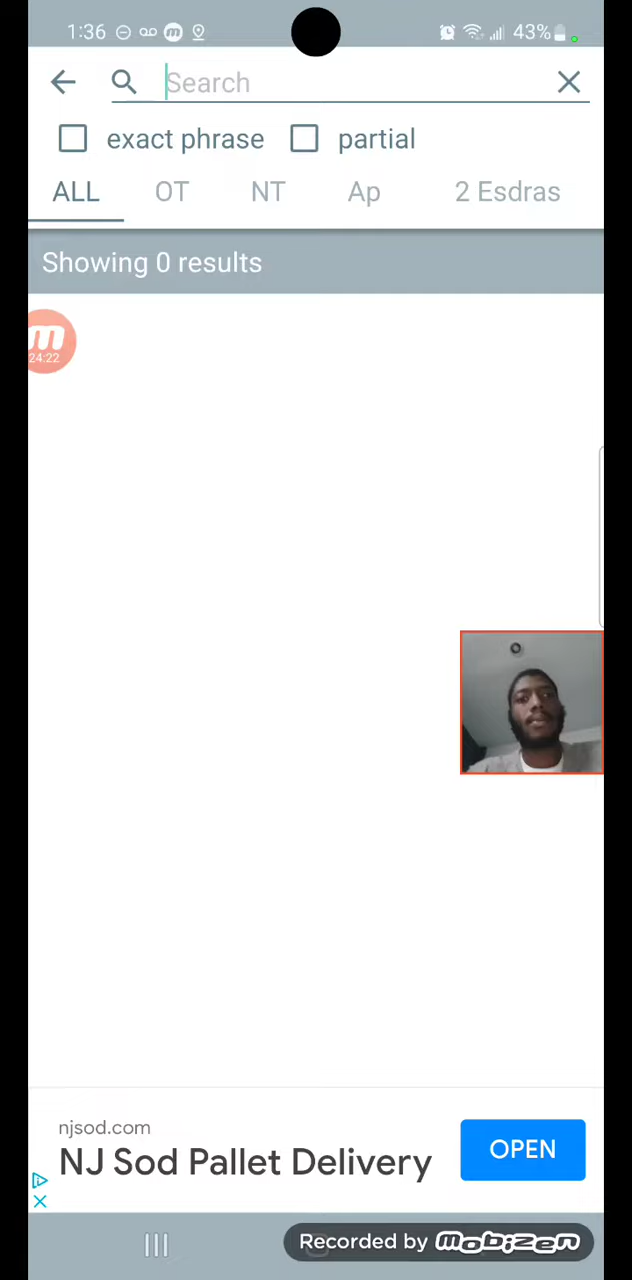 1:36 m 43%
Search
exact phrase partial
ALL OT NT Ap 2 Esdras
Showing 0 results
m
24:22
njsod.com
NJ Sod Pallet Delivery
OPEN
Recorded by mobizen